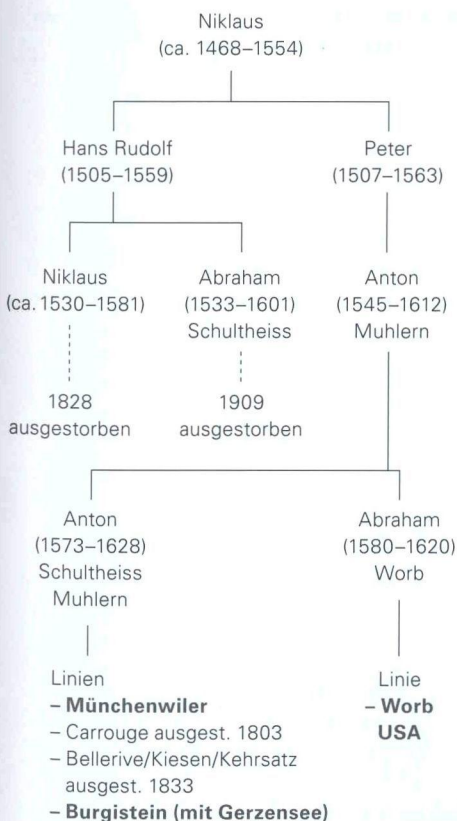 Niklaus
(ca. 1468–1554)
Hans Rudolf
(1505–1559)
Peter
(1507–1563)
Niklaus
(ca. 1530–1581)
Abraham
(1533–1601)
Schultheiss
Anton
(1545–1612)
Muhlern
1828
ausgestorben
1909
ausgestorben
Anton
(1573–1628)
Schultheiss
Muhlern
Abraham
(1580–1620)
Worb
Linien
– Münchenwiler
– Carrouge ausgest. 1803
– Bellerive/Kiesen/Kehrsatz
ausgest. 1833
– Burgistein (mit Gerzensee)
Linie
– Worb
USA